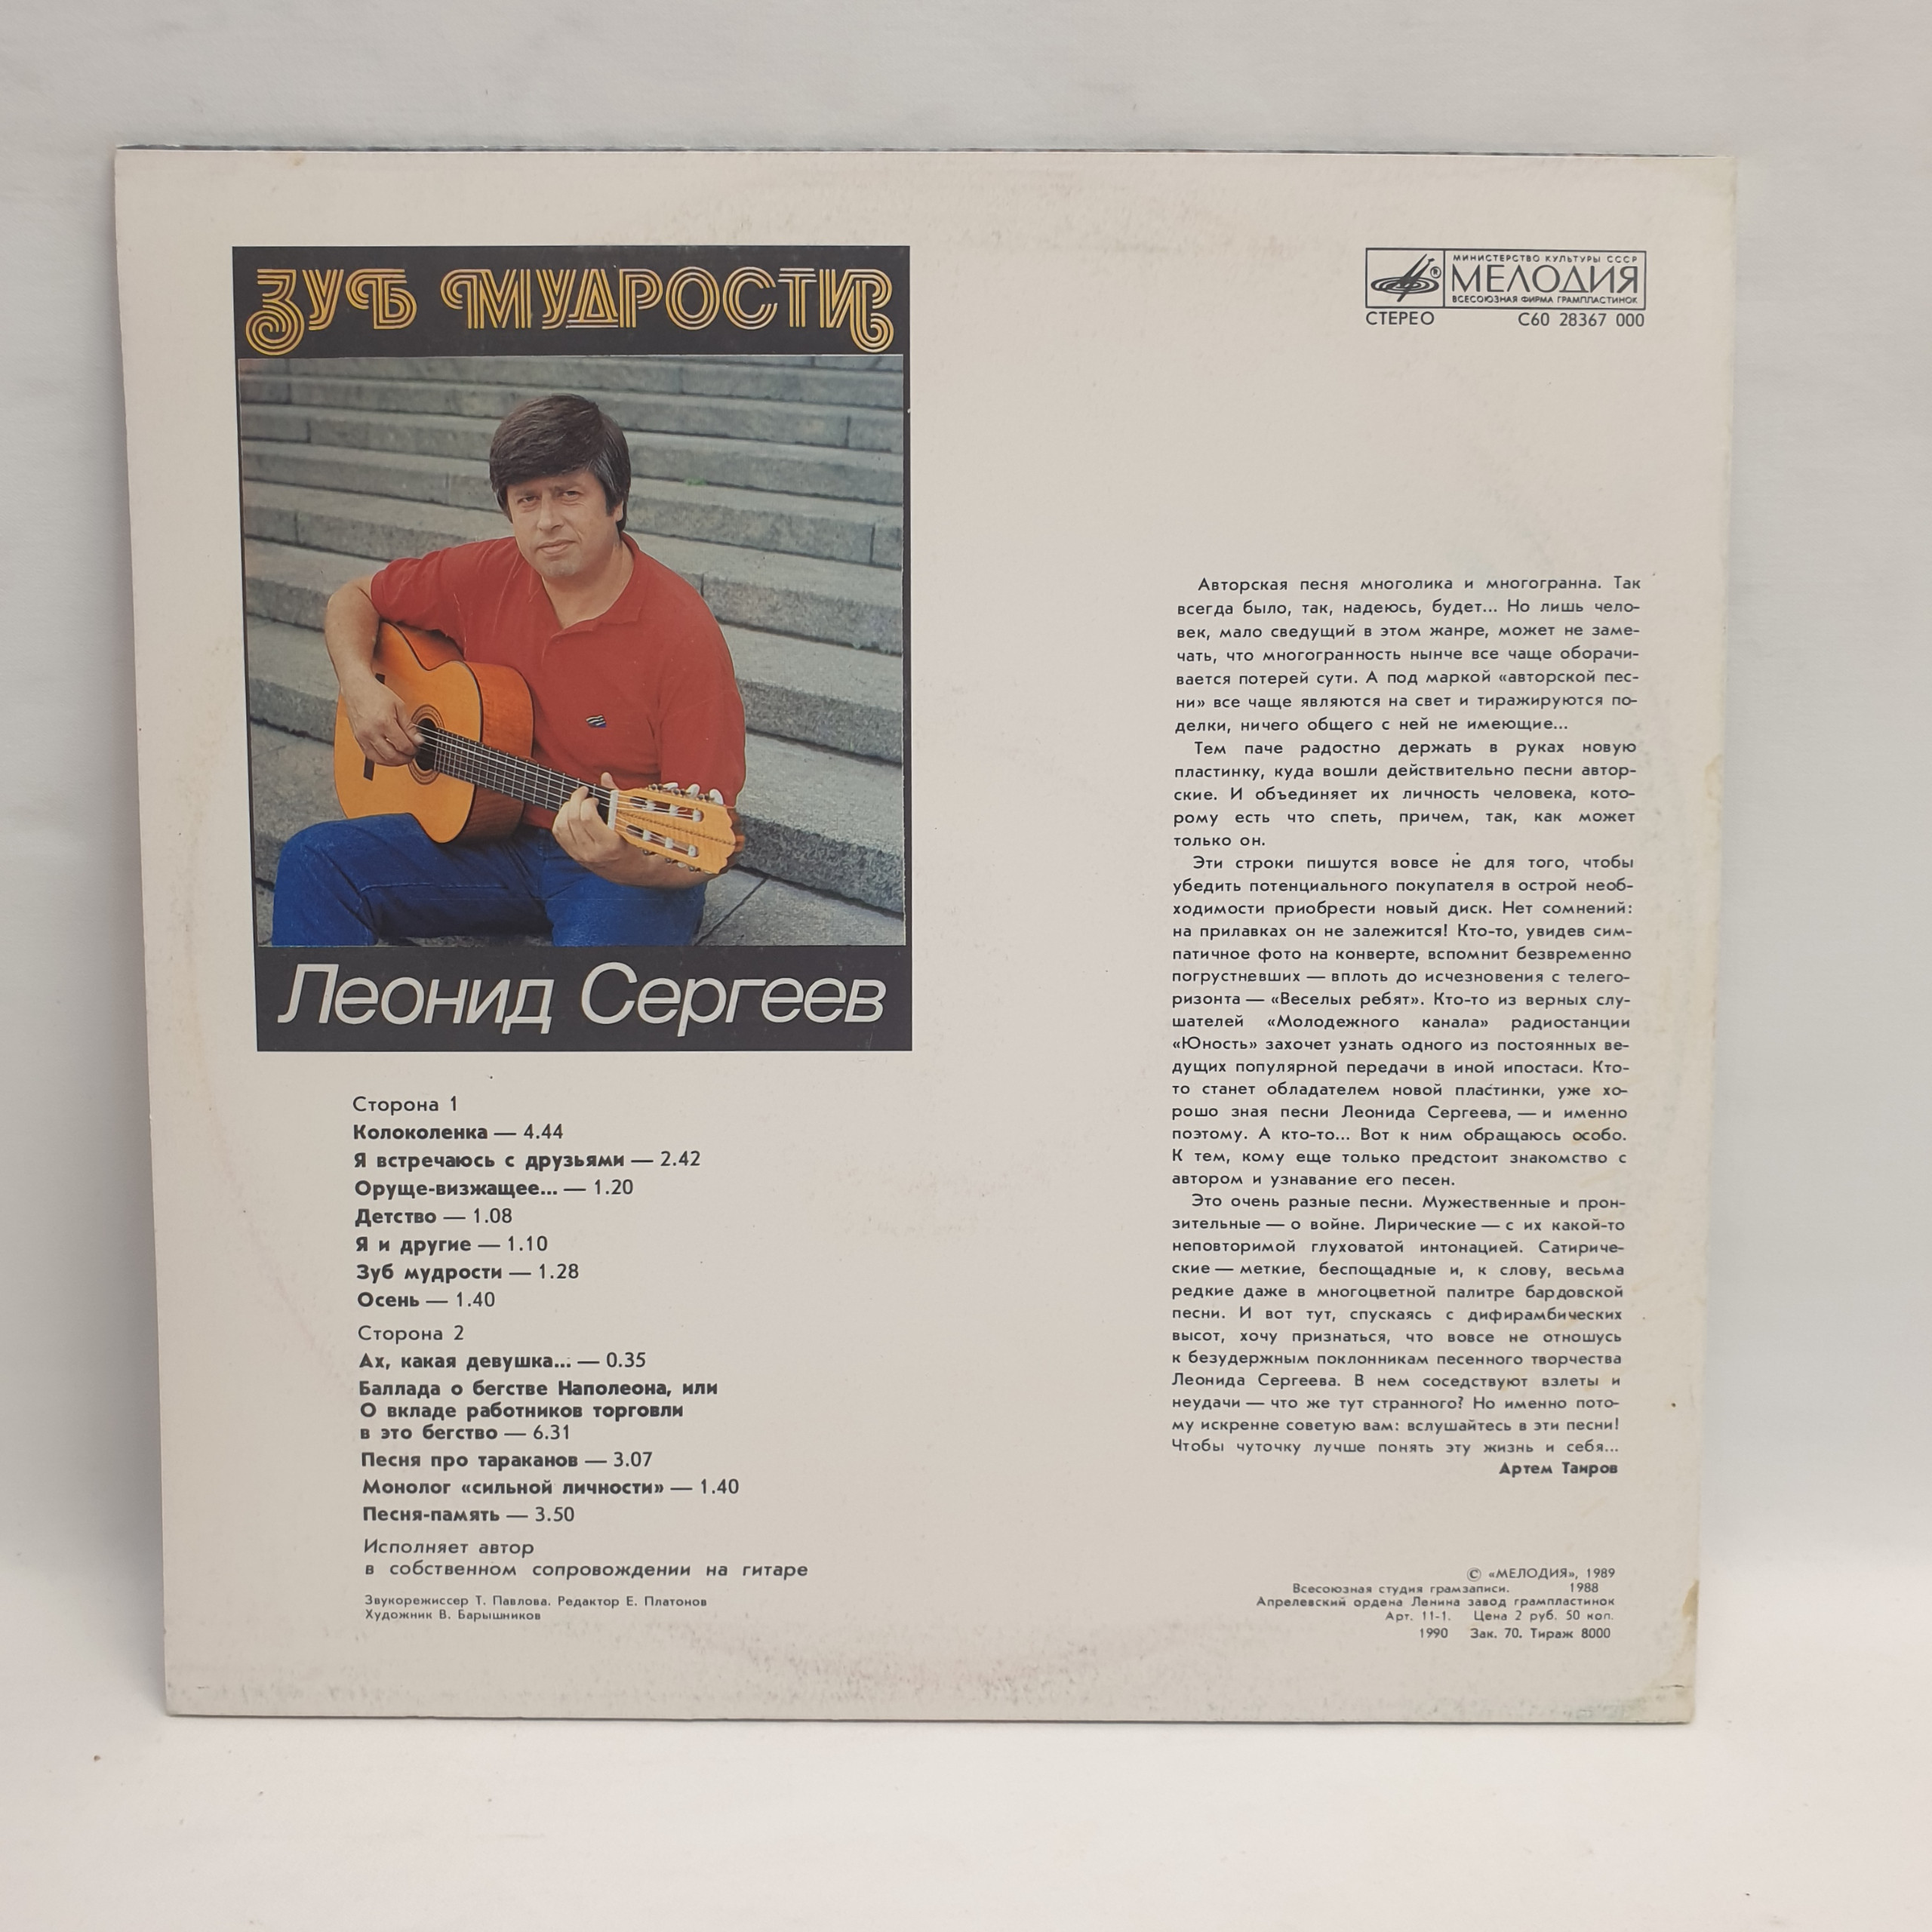 Зуб мудрости
Леонид Сергеев
МИНИСТЕРСТВО КУЛЬТУРЫ СССР
МЕЛОДИЯ
ВСЕСОЮЗНАЯ ФИРМА ГРАМПЛАСТИНОК
СТЕРЕО С60 28367 000
Сторона 1
Колоколенка — 4.44
Я встречаюсь с друзьями — 2.42
Оруще-визжащее... — 1.20
Детство — 1.08
Я и другие — 1.10
Зуб мудрости — 1.28
Осень — 1.40
Сторона 2
Ах, какая девушка... — 0.35
Баллада о бегстве Наполеона, или
О вкладе работников торговли
в это бегство — 6.31
Песня про тараканов — 3.07
Монолог «сильной личности» — 1.40
Песня-память — 3.50
Исполняет автор
в собственном сопровождении на гитаре
Звукорежиссер Т. Павлова. Редактор Е. Платонов
Художник В. Барышников
Авторская песня многолика и многогранна. Так
всегда было, так, надеюсь, будет... Но лишь чело-
век, мало сведущий в этом жанре, может не заме-
чать, что многогранность нынче все чаще оборачи-
вается потерей сути. А под маркой «авторской пес-
ни» все чаще являются на свет и тиражируются по-
делки, ничего общего с ней не имеющие...
Тем паче радостно держать в руках новую
пластинку, куда вошли действительно песни автор-
ские. И объединяет их личность человека, кото-
рому есть что спеть, причем, так, как может
только он.
Эти строки пишутся вовсе не для того, чтобы
убедить потенциального покупателя в острой необ-
ходимости приобрести новый диск. Нет сомнений:
на прилавках он не залежится! Кто-то, увидев сим-
патичное фото на конверте, вспомнит безвременно
погрустневших — вплоть до исчезновения с телего-
ризонта — «Веселых ребят». Кто-то из верных слу-
шателей «Молодежного канала» радиостанции
«Юность» захочет узнать одного из постоянных ве-
дущих популярной передачи в иной ипостаси. Кто-
то станет обладателем новой пластинки, уже хо-
рошо зная песни Леонида Сергеева, — и именно
поэтому. А кто-то... Вот к ним обращаюсь особо.
К тем, кому еще только предстоит знакомство с
автором и узнавание его песен.
Это очень разные песни. Мужественные и прон-
зительные — о войне. Лирические — с их какой-то
неповторимой глуховатой интонацией. Сатириче-
ские — меткие, беспощадные и, к слову, весьма
редкие даже в многоцветной палитре бардовской
песни. И вот тут, спускаясь с дифирамбических
высот, хочу признаться, что вовсе не отношусь
к безудержным поклонникам песенного творчества
Леонида Сергеева. В нем соседствуют взлеты и
неудачи — что же тут странного? Но именно пото-
му искренне советую вам: вслушайтесь в эти песни!
Чтобы чуточку лучше понять эту жизнь и себя...
Артем Таиров
© «МЕЛОДИЯ», 1989
Всесоюзная студия грамзаписи. 1988
Апрелевский ордена Ленина завод грампластинок
Арт. 11-1. Цена 2 руб. 50 коп.
1990 Зак. 70. Тираж 8000